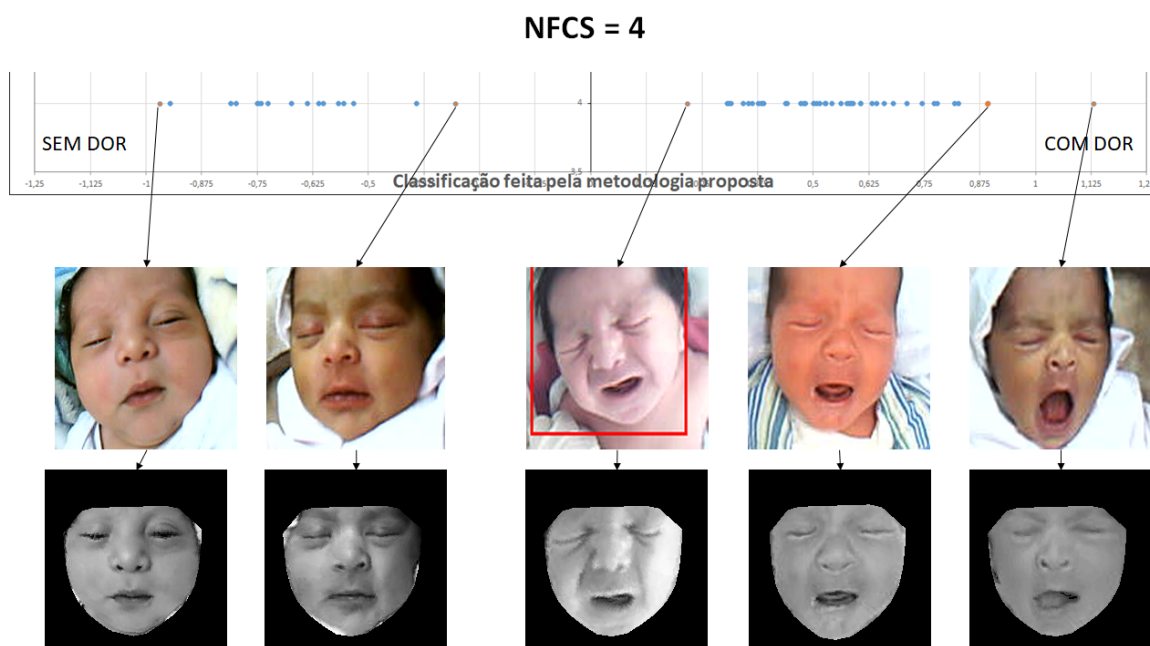 NFCS = 4
4
SEM DOR
COM DOR
3,5
-1,25 -1,125 -1 -0,875 -0,75 -0,625 -0,5 0,5 0,625 0,75 0,875 1 1,125
Classificação feita pela metodologia proposta